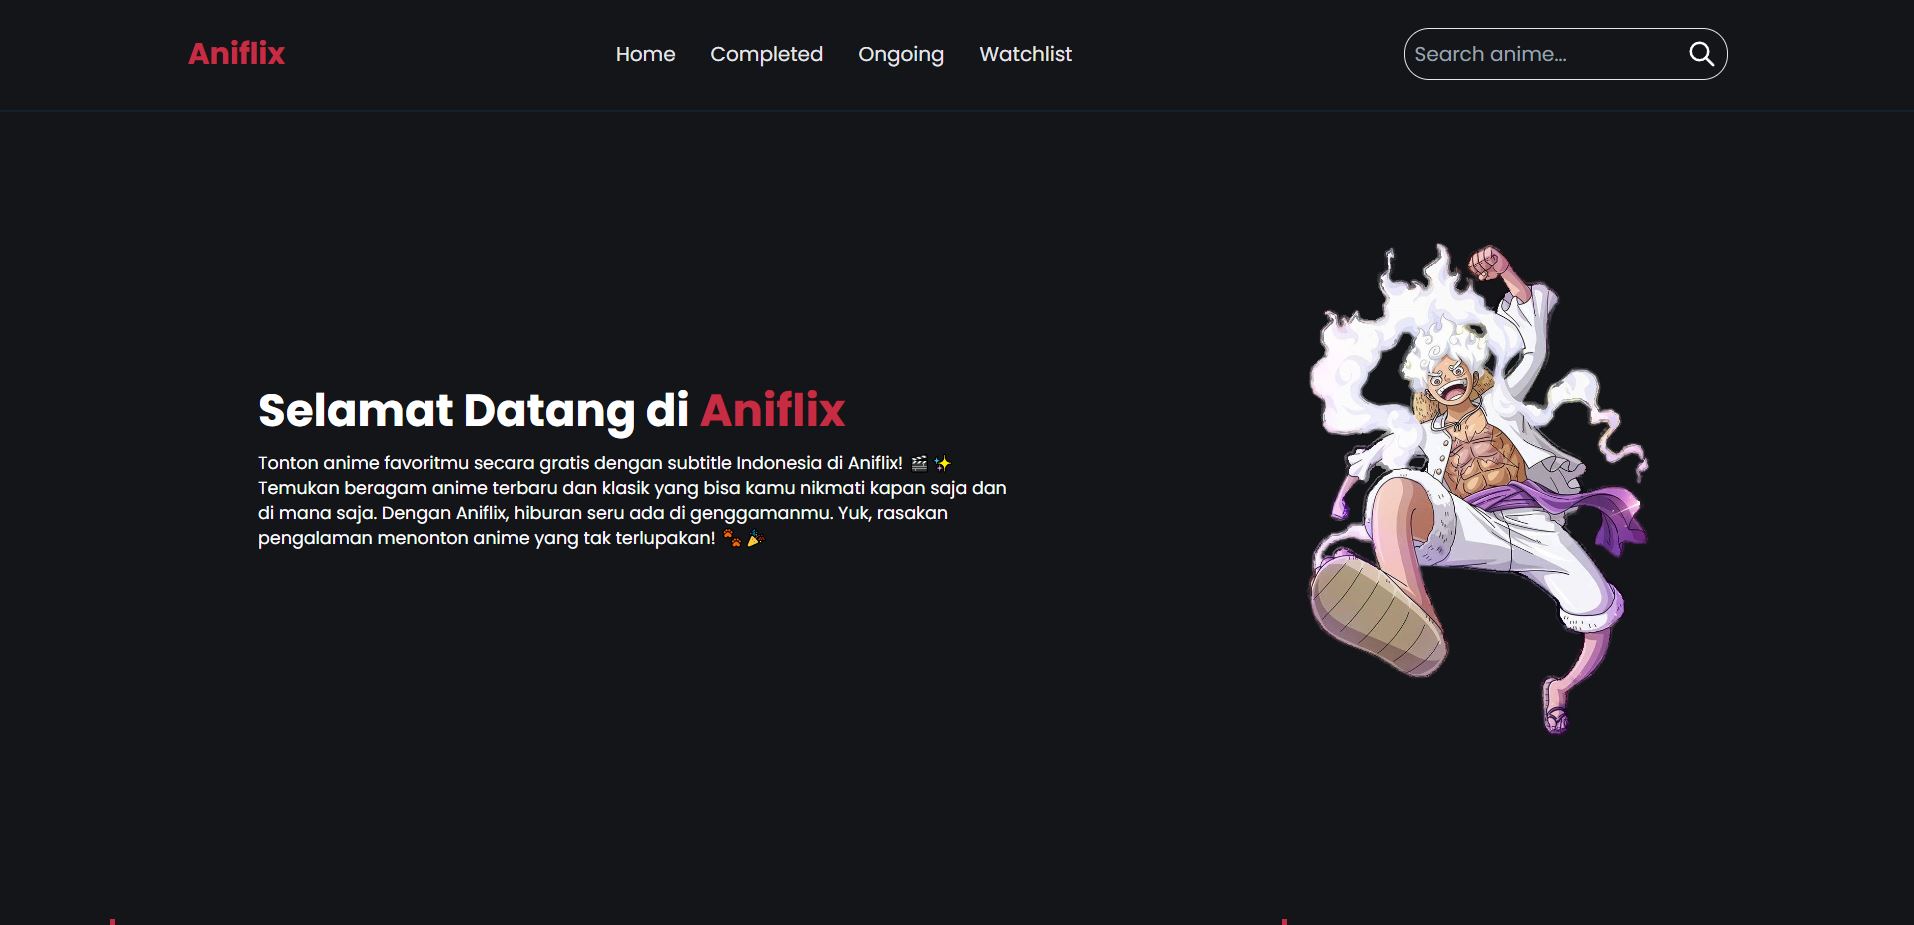 Aniflix
Home
Completed
Ongoing
Watchlist
Search anime...
Selamat Datang di Aniflix
Tonton anime favoritmu secara gratis dengan subtitle Indonesia di Aniflix! 🎬 ✨
Temukan beragam anime terbaru dan klasik yang bisa kamu nikmati kapan saja dan
di mana saja. Dengan Aniflix, hiburan seru ada di genggamanmu. Yuk, rasakan
pengalaman menonton anime yang tak terlupakan! 🐾 🎉